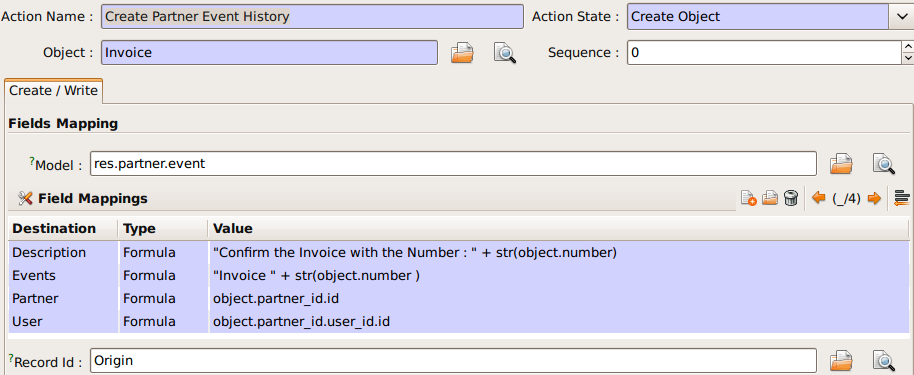 Action Name : Create Partner Event History Action State : Create Object
Object : Invoice Sequence : 0
Create / Write
Fields Mapping
?Model : res.partner.event
Field Mappings (_/4)
Destination Type Value
Description Formula "Confirm the Invoice with the Number : " + str(object.number)
Events Formula "Invoice " + str(object.number )
Partner Formula object.partner_id.id
User Formula object.partner_id.user_id.id
?Record Id : Origin